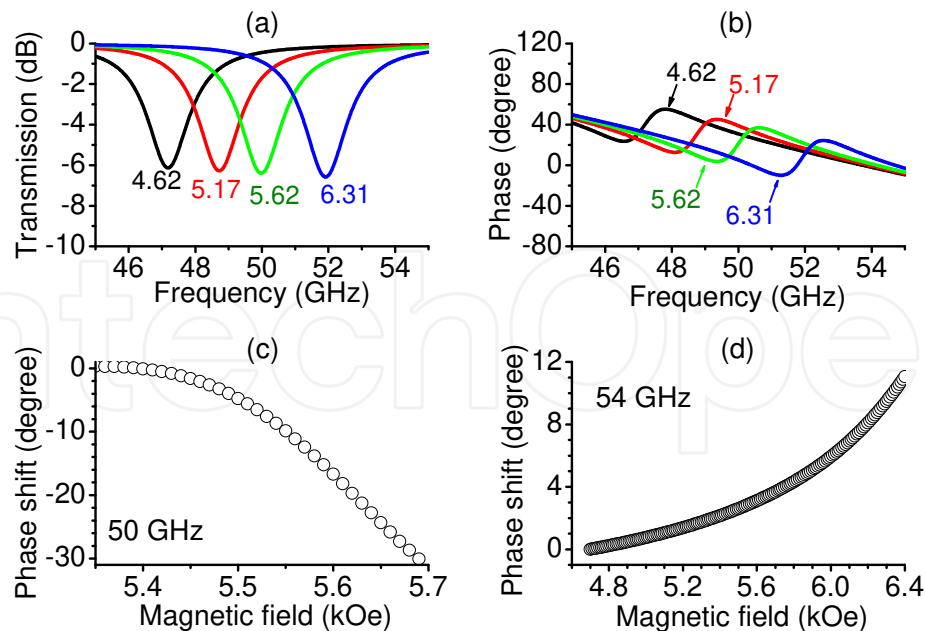 (a)
Transmission (dB)
0
-2
-4
-6
-8
-10
4.62
5.17
5.62
6.31
46 48 50 52 54
Frequency (GHz)
(b)
Phase (degree)
120
80
40
0
-40
-80
4.62
5.17
5.62
6.31
46 48 50 52 54
Frequency (GHz)
(c)
Phase shift (degree)
0
-10
-20
-30
50 GHz
5.4 5.5 5.6 5.7
Magnetic field (kOe)
(d)
Phase shift (degree)
12
8
4
0
54 GHz
4.8 5.2 5.6 6.0 6.4
Magnetic field (kOe)
ntechOpe